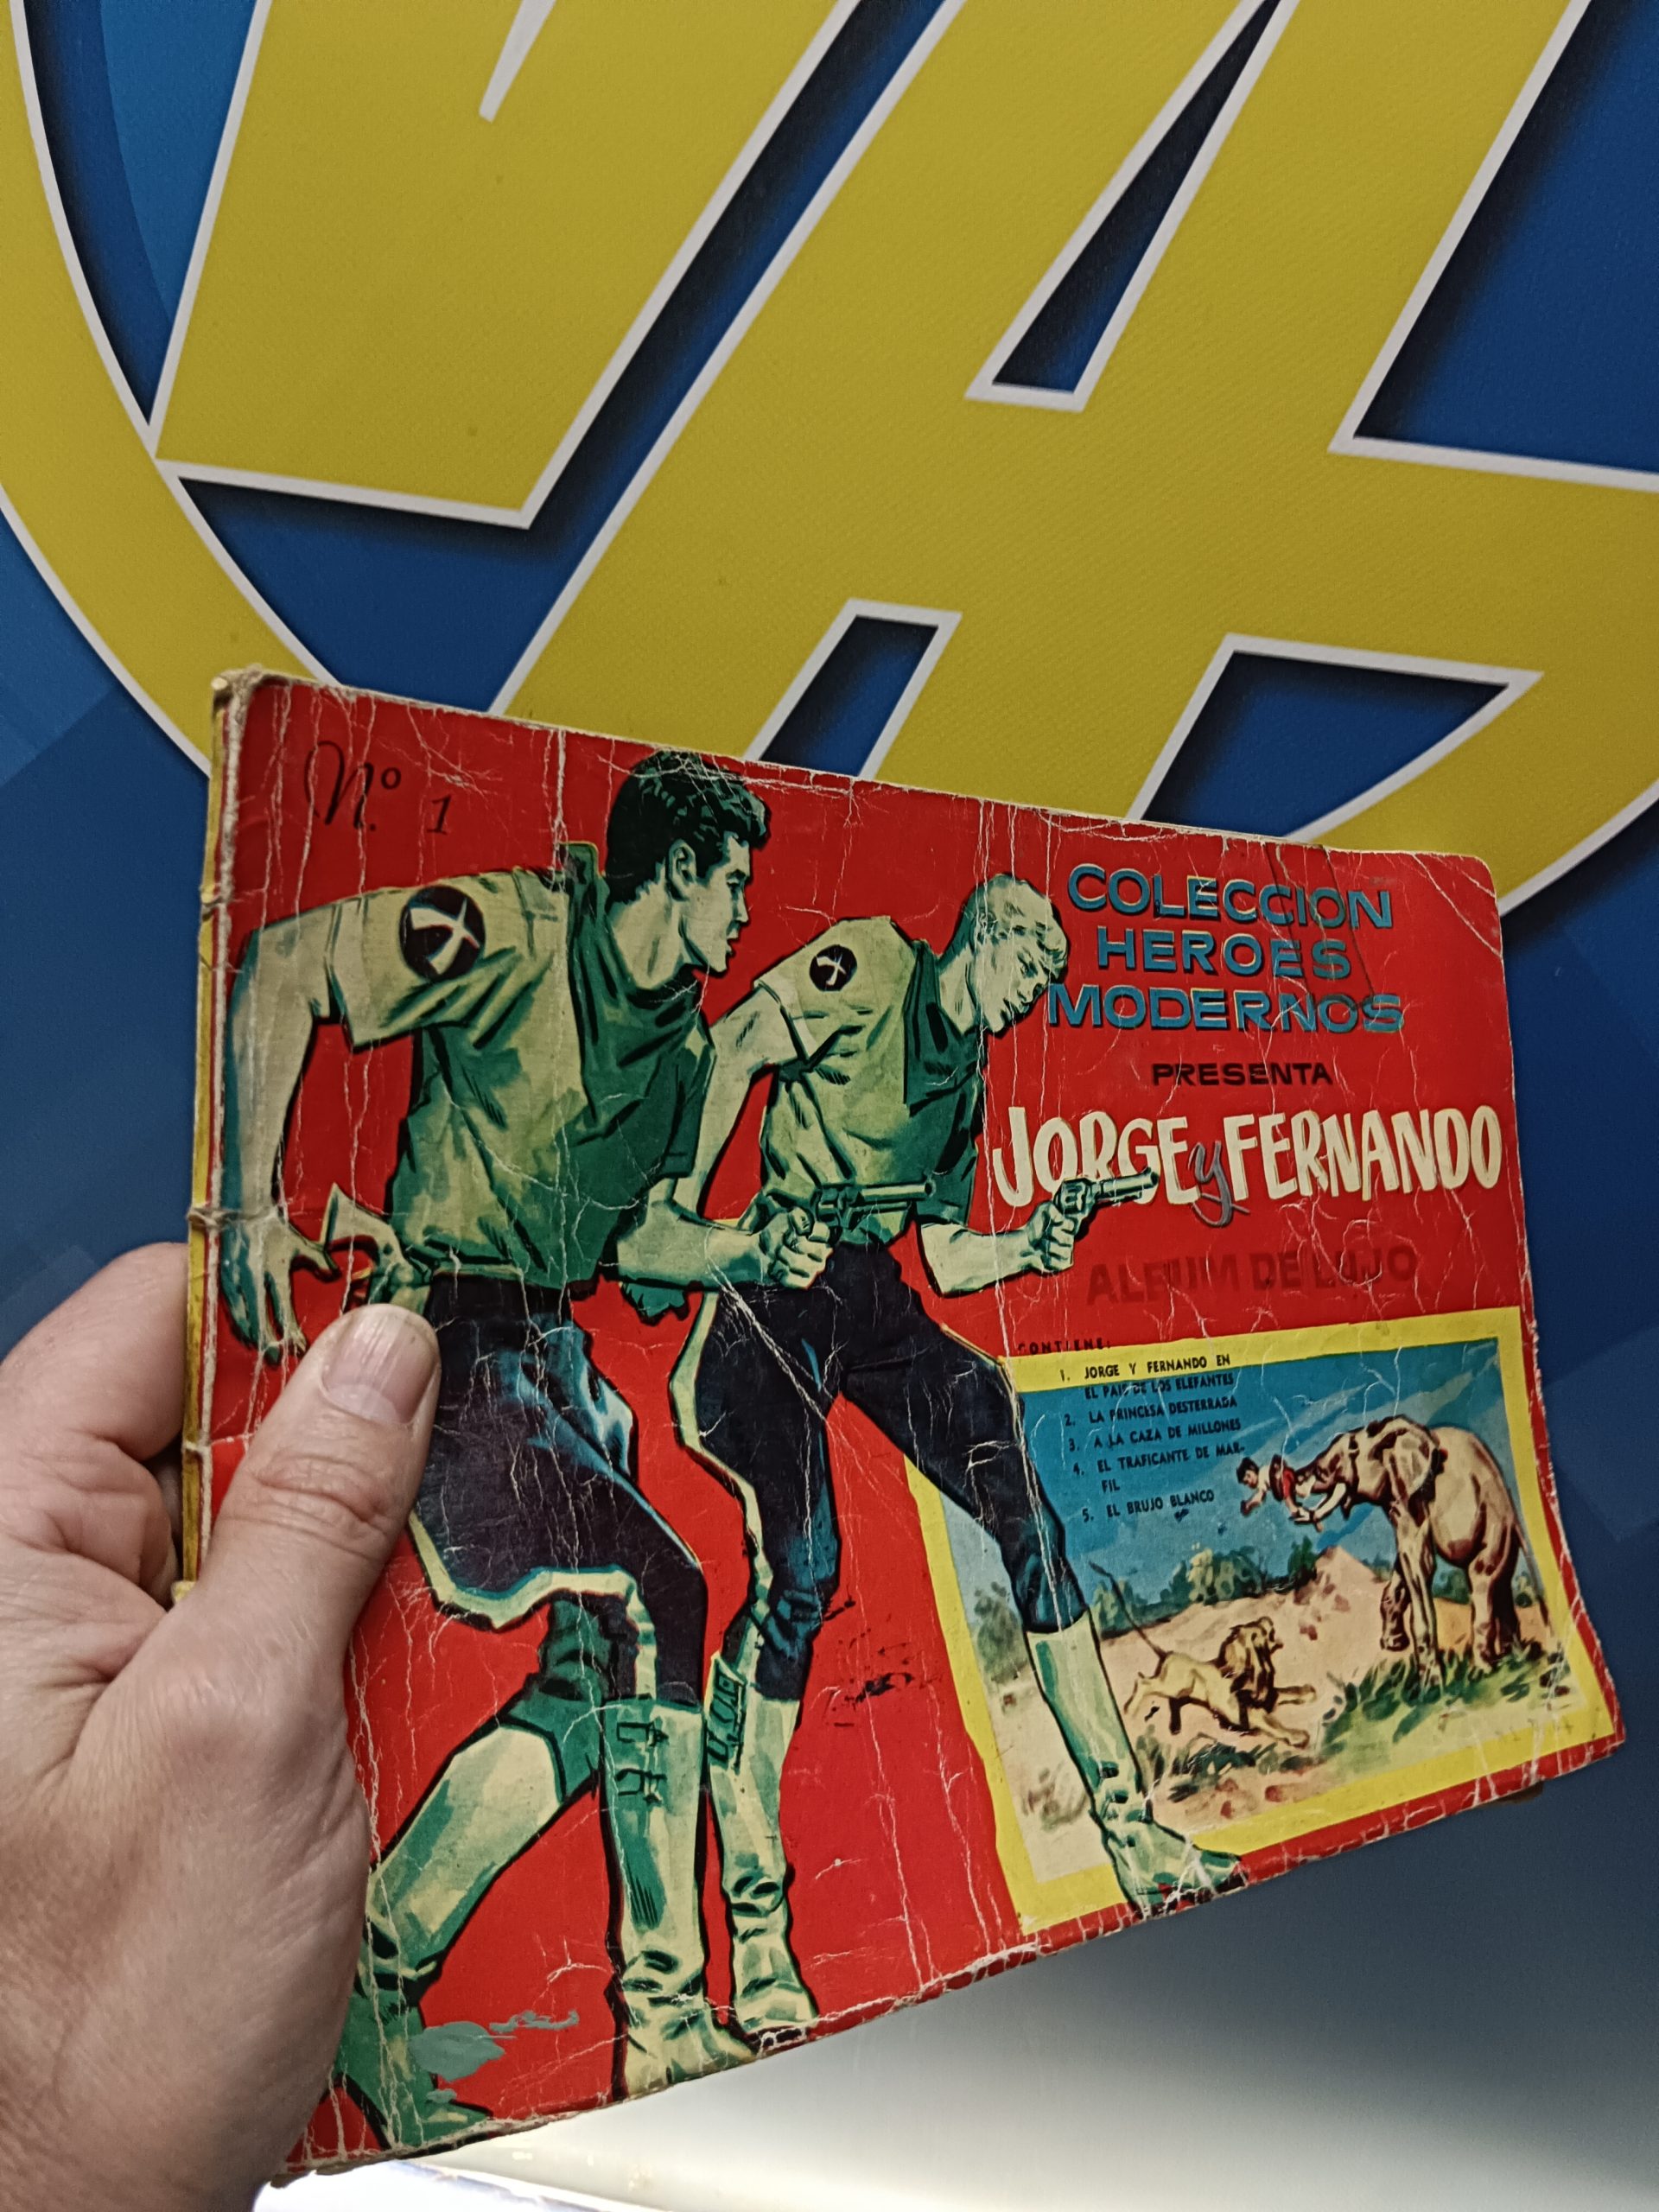 Nº 1
COLECCION
HEROES
MODERNOS
PRESENTA
JORGE y FERNANDO
ALBUM DE LUJO
CONTIENE:
1. JORGE Y FERNANDO EN
EL PAIS DE LOS ELEFANTES
2. LA PRINCESA DESTERRADA
3. A LA CAZA DE MILLONES
4. EL TRAFICANTE DE MAR-
FIL
5. EL BRUJO BLANCO